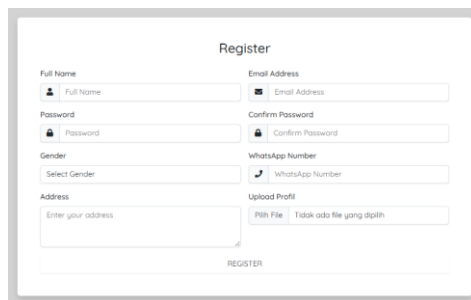 Register
Full Name
Email Address
Full Name
Email Address
Password
Confirm Password
Password
Confirm Password
Gender
WhatsApp Number
Select Gender
WhatsApp Number
Address
Upload Profil
Enter your address
Pilih File Tidak ada file yang dipilih
REGISTER